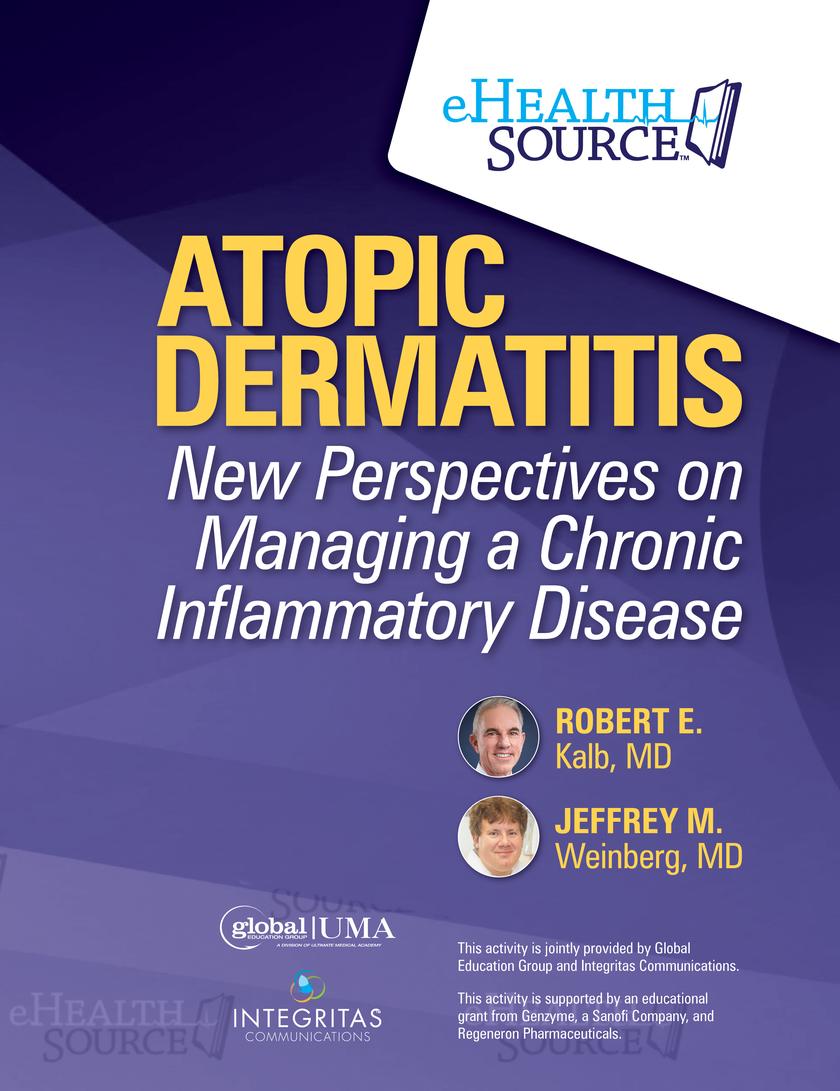 eHEALTH
SOURCE™
ATOPIC
DERMATITIS
New Perspectives on
Managing a Chronic
Inflammatory Disease
ROBERT E.
Kalb, MD
JEFFREY M.
Weinberg, MD
SOURCE
global | UMA
EDUCATION GROUP
A DIVISION OF ULTIMATE MEDICAL ACADEMY
This activity is jointly provided by Global
Education Group and Integritas Communications.
INTEGRITAS
COMMUNICATIONS
This activity is supported by an educational
grant from Genzyme, a Sanofi Company, and
Regeneron Pharmaceuticals.
eHEALTH
SOURCE
eHEALTH
SOURCE